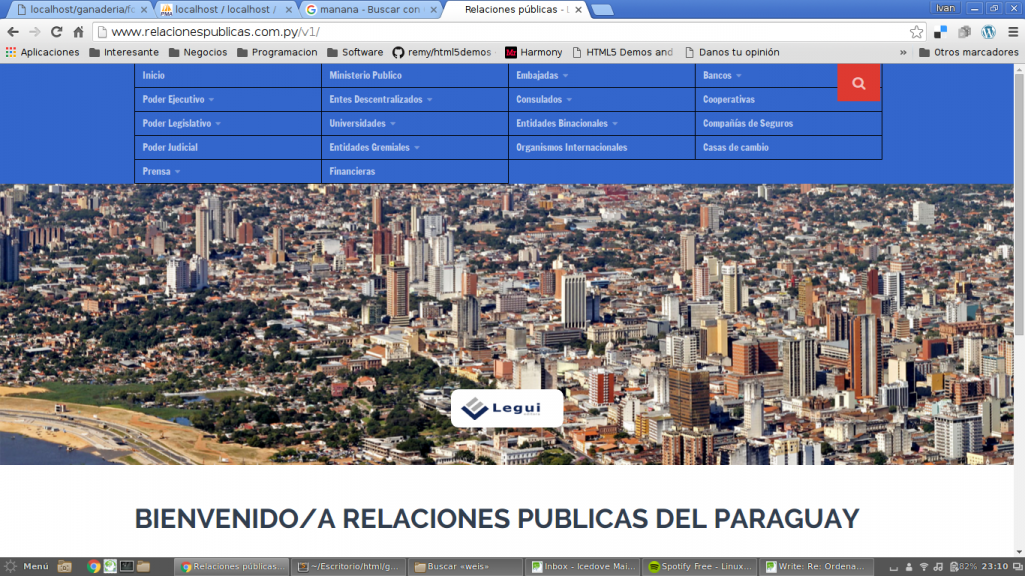 localhost/ganaderia/fo
localhost / localhost /
manana - Buscar con
Relaciones públicas - L
Ivan
www.relacionespublicas.com.py/v1/
Aplicaciones Interesante Negocios Programacion Software remy/html5demos Harmony HTML5 Demos and Danos tu opinión » Otros marcadores
Inicio Ministerio Publico Embajadas Bancos
Poder Ejecutivo Entes Descentralizados Consulados Cooperativas
Poder Legislativo Universidades Entidades Binacionales Compañías de Seguros
Poder Judicial Entidades Gremiales Organismos Internacionales Casas de cambio
Prensa Financieras
Legui
BIENVENIDO/A RELACIONES PUBLICAS DEL PARAGUAY
Menú Relaciones públicas... ~/Escritorio/html/g... Buscar «weis» Inbox - Icedove Mai... Spotify Free - Linux... Write: Re: Ordena... 82% 23:10